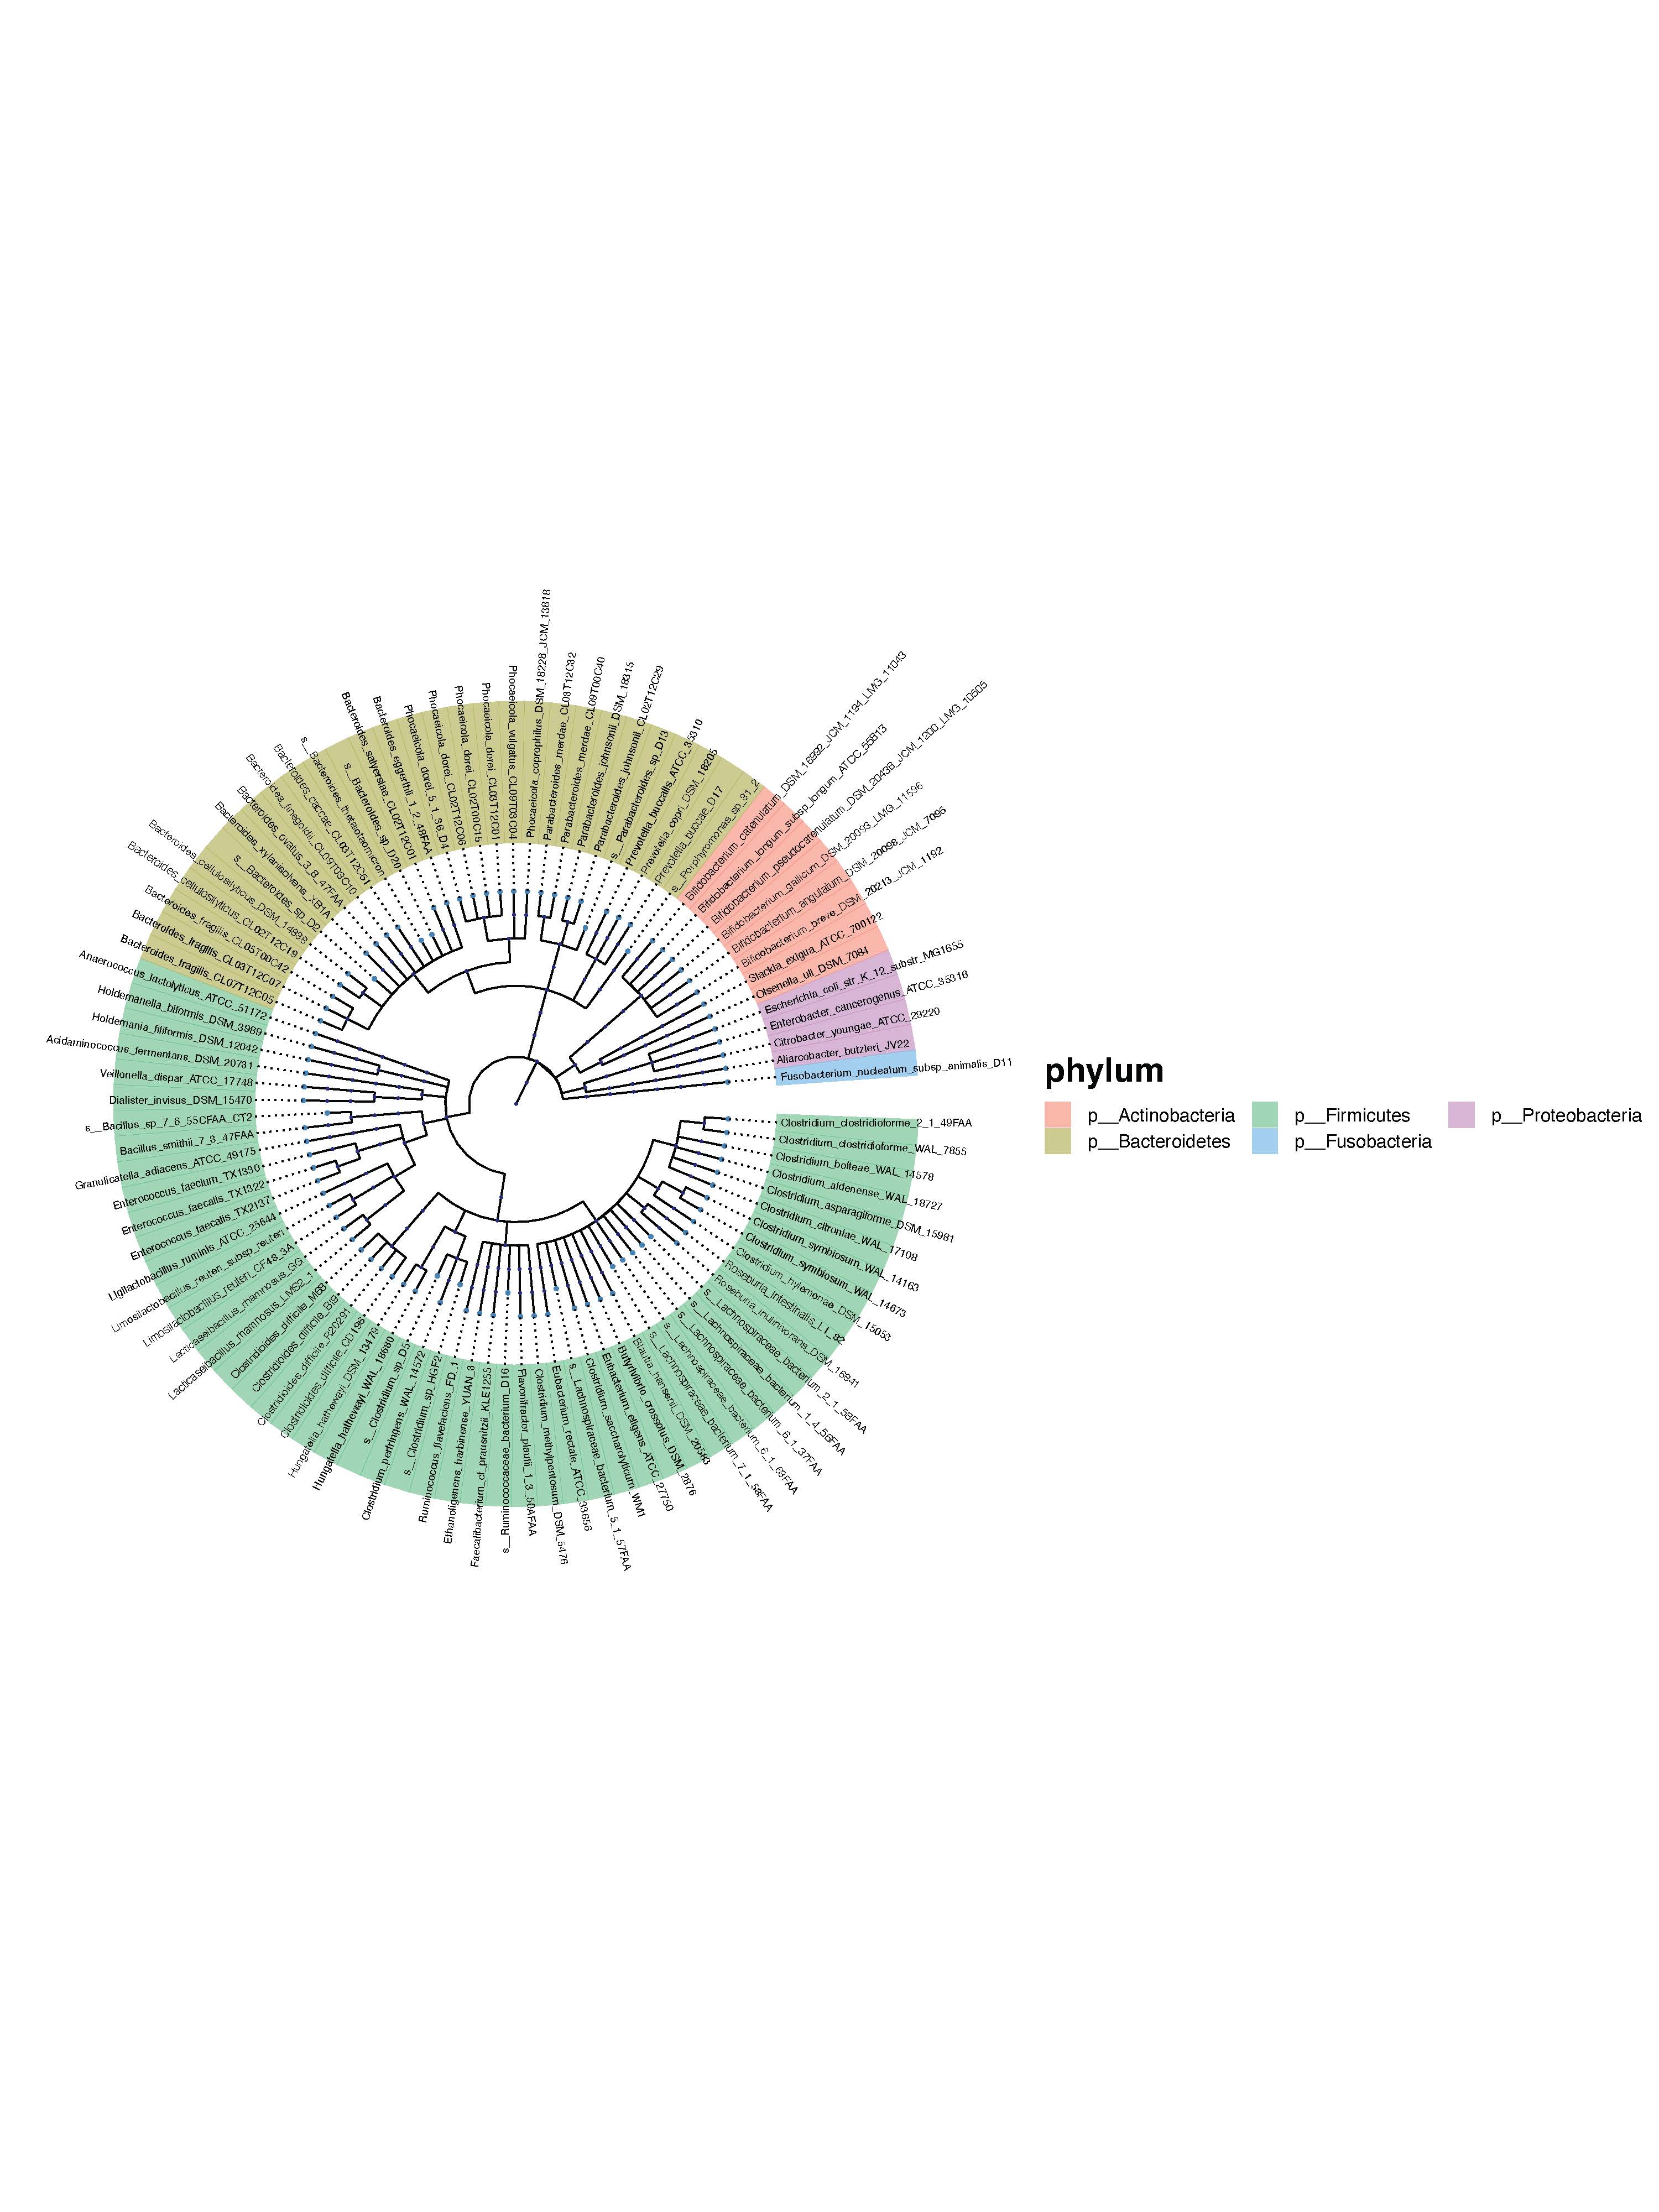 Phocaeicola_coprophilus_DSM_18228_JCM_13818
Parabacteroides_merdae_CL03T12C32
Parabacteroides_merdae_CL09T00C40
Parabacteroides_johnsonii_DSM_18315
Parabacteroides_johnsonii_CL02T12C29
s__Parabacteroides_sp_D13
Prevotella_buccalis_ATCC_35310
Prevotella_copri_DSM_18205
Prevotella_buccae_D17
s__Porphyromonas_sp_31_2
Bifidobacterium_catenulatum_DSM_16992_JCM_1194_LMG_11043
Bifidobacterium_longum_subsp_longum_ATCC_55813
Bifidobacterium_pseudocatenulatum_DSM_20438_JCM_1200_LMG_10505
Bifidobacterium_gallicum_DSM_20093_LMG_11596
Bifidobacterium_angulatum_DSM_20098_JCM_7096
Bifidobacterium_breve_DSM_20213_JCM_1192
Slackia_exigua_ATCC_700122
Olsenella_uli_DSM_7084
Escherichia_coli_str_K_12_substr_MG1655
Enterobacter_cancerogenus_ATCC_35316
Citrobacter_youngae_ATCC_29220
Aliarcobacter_butzleri_JV22
Fusobacterium_nucleatum_subsp_animalis_D11
Clostridium_clostridioforme_2_1_49FAA
Clostridium_clostridioforme_WAL_7855
Clostridium_bolteae_WAL_14578
Clostridium_aldenense_WAL_18727
Clostridium_asparagiforme_DSM_15981
Clostridium_citroniae_WAL_17108
Clostridium_symbiosum_WAL_14163
Clostridium_symbiosum_WAL_14673
Clostridium_hylemonae_DSM_15053
Roseburia_intestinalis_L1_82
Roseburia_inulinivorans_DSM_16841
s__Lachnospiraceae_bacterium_2_1_58FAA
s__Lachnospiraceae_bacterium_1_4_56FAA
s__Lachnospiraceae_bacterium_6_1_37FAA
s__Lachnospiraceae_bacterium_6_1_63FAA
s__Lachnospiraceae_bacterium_7_1_58FAA
Blautia_hansenii_DSM_20583
Butyrivibrio_crossotus_DSM_2876
Eubacterium_eligens_ATCC_27750
Clostridium_saccharolyticum_WM1
s__Lachnospiraceae_bacterium_5_1_57FAA
Eubacterium_rectale_ATCC_33656
Clostridium_methylpentosum_DSM_5476
Flavonifractor_plautii_1_3_50AFAA
s__Ruminococcaceae_bacterium_D16
Faecalibacterium_cf_prausnitzii_KLE1255
Ethanoligenens_harbinense_YUAN_3
Ruminococcus_flavefaciens_FD_1
s__Clostridium_sp_HGF2
Clostridium_perfringens_WAL_14572
s__Clostridium_sp_D5
Hungatella_hathewayi_WAL_18680
Hungatella_hathewayi_DSM_13479
Clostridioides_difficile_CD196
Clostridioides_difficile_R20291
Clostridioides_difficile_BI9
Clostridioides_difficile_M68
Lacticaseibacillus_rhamnosus_LMS2_1
Lacticaseibacillus_rhamnosus_GG
Limosilactobacillus_reuteri_CF48_3A
Limosilactobacillus_reuteri_subsp_reuteri
Ligilactobacillus_ruminis_ATCC_25644
Enterococcus_faecalis_TX2137
Enterococcus_faecalis_TX1322
Enterococcus_faecium_TX1330
Granulicatella_adiacens_ATCC_49175
Bacillus_smithii_7_3_47FAA
s__Bacillus_sp_7_6_55CFAA_CT2
Dialister_invisus_DSM_15470
Veillonella_dispar_ATCC_17748
Acidaminococcus_fermentans_DSM_20731
Holdemania_filiformis_DSM_12042
Holdemanella_biformis_DSM_3989
Anaerococcus_lactolyticus_ATCC_51172
Bacteroides_fragilis_CL07T12C05
Bacteroides_fragilis_CL03T12C07
Bacteroides_fragilis_CL05T00C42
Bacteroides_cellulosilyticus_CL02T12C19
Bacteroides_cellulosilyticus_DSM_14838
s__Bacteroides_sp_D2
Bacteroides_xylanisolvens_XB1A
Bacteroides_ovatus_3_8_47FAA
Bacteroides_finegoldii_CL09T03C10
Bacteroides_caccae_CL03T12C61
s__Bacteroides_thetaiotaomicron
s__Bacteroides_sp_D20
Bacteroides_salyersiae_CL02T12C01
Bacteroides_eggerthii_1_2_48FAA
Phocaeicola_dorei_5_1_36_D4
Phocaeicola_dorei_CL02T12C06
Phocaeicola_dorei_CL02T00C15
Phocaeicola_dorei_CL03T12C01
Phocaeicola_vulgatus_CL09T03C04
phylum
p__Actinobacteria
p__Firmicutes
p__Proteobacteria
p__Bacteroidetes
p__Fusobacteria